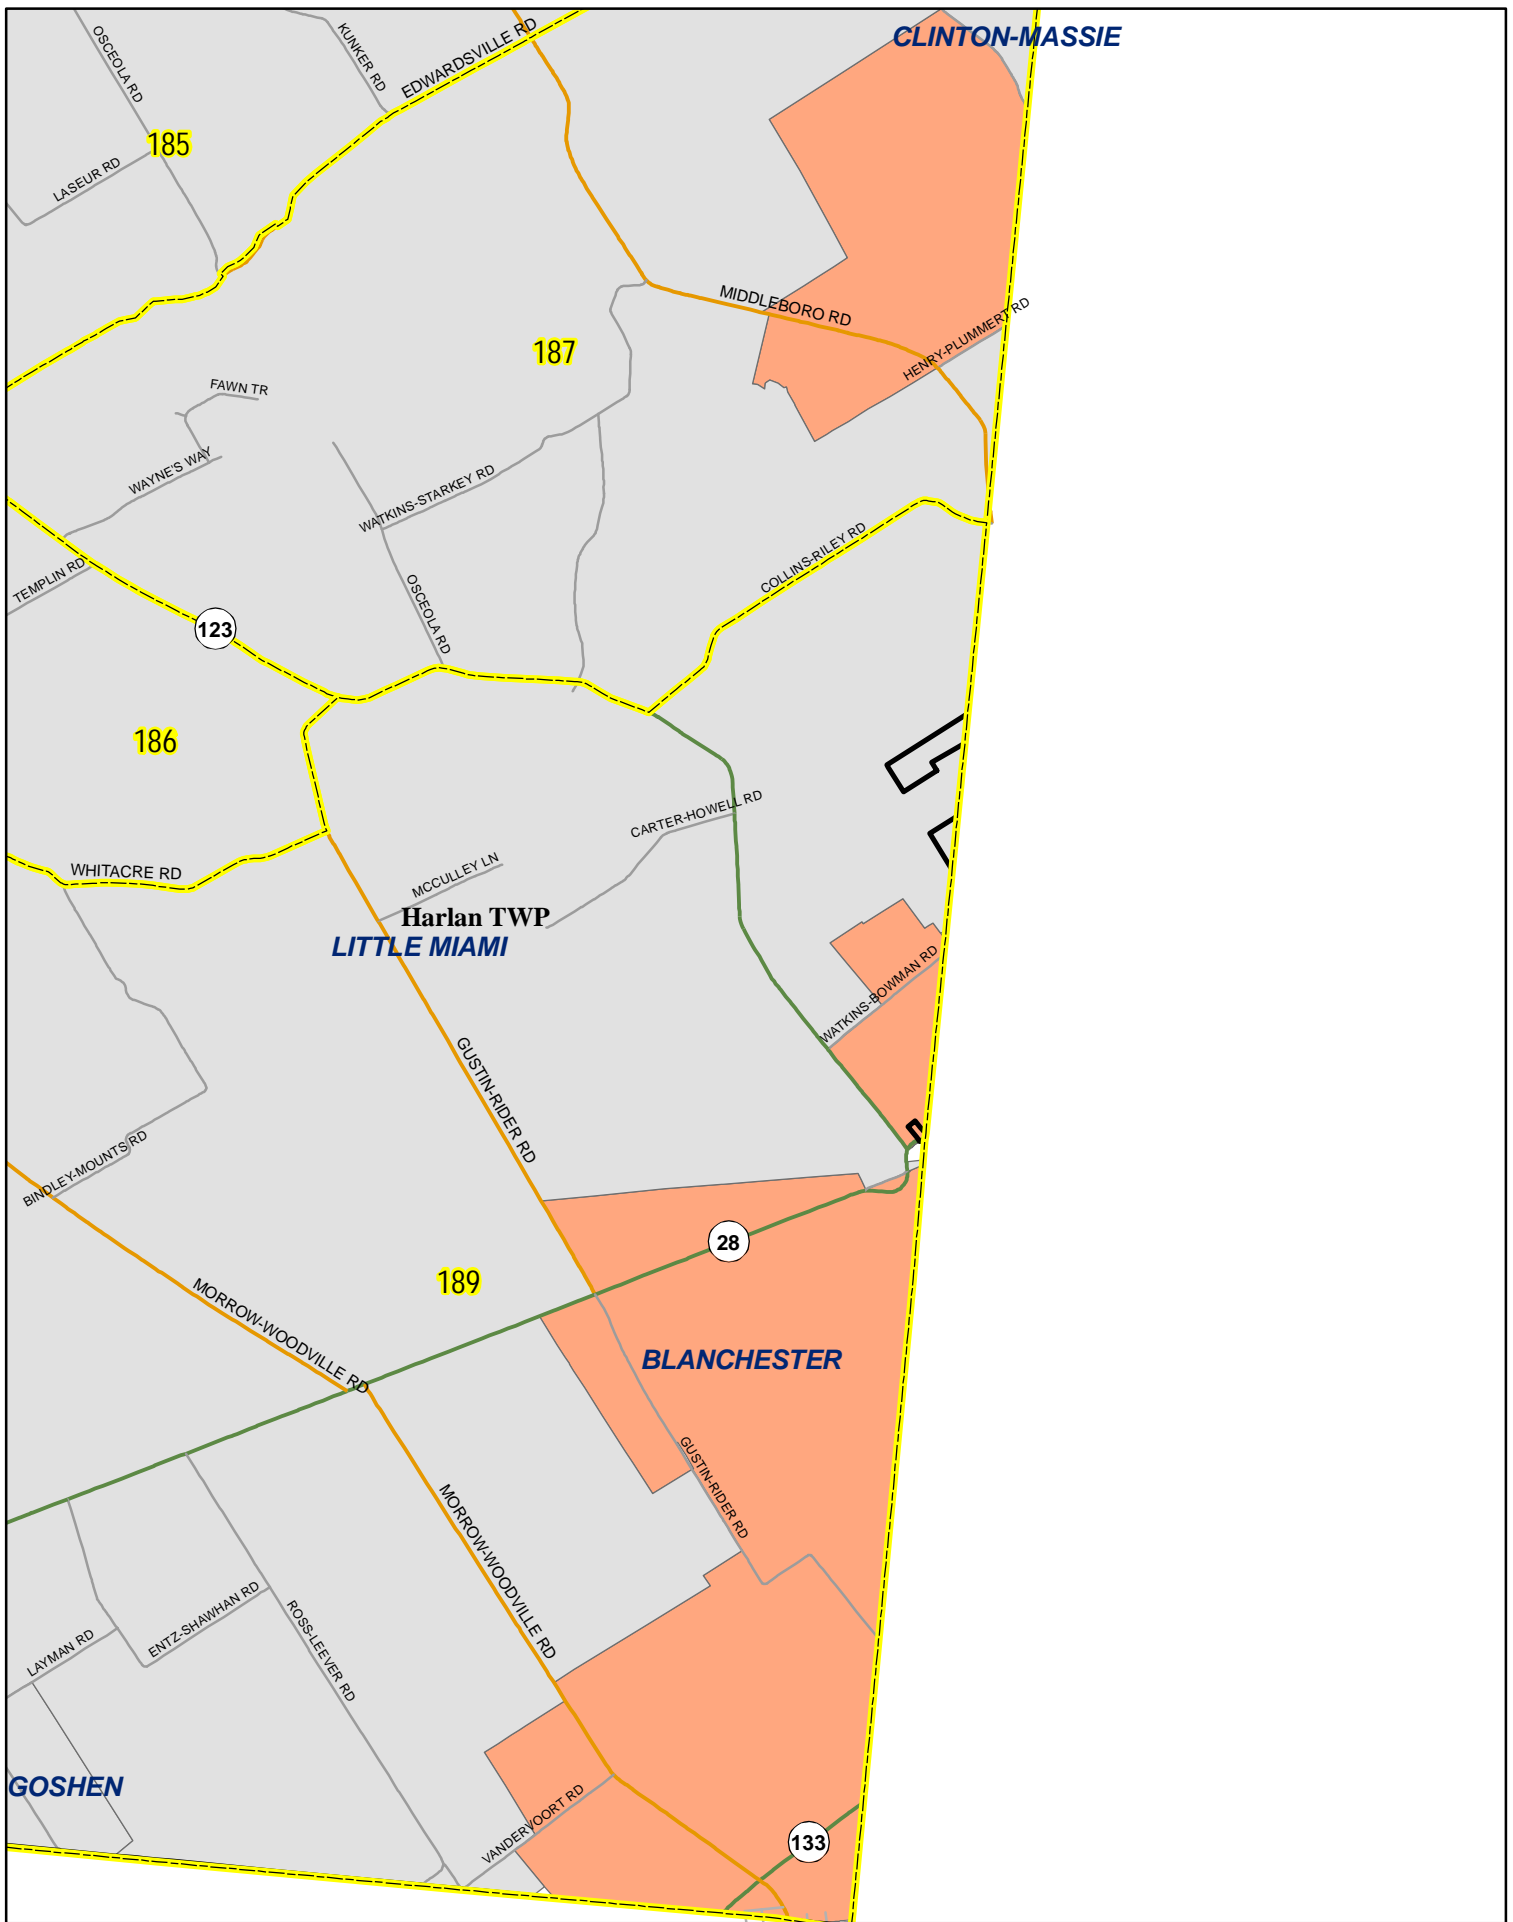 CLINTON-MASSIE
OSCEOLA RD
KUNKER RD
EDWARDSVILLE RD
185
LASEUR RD
MIDDLEBORO RD
HENRY-PLUMMERT RD
187
FAWN TR
WAYNE'S WAY
WATKINS-STARKEY RD
COLLINS-RILEY RD
TEMPLIN RD
OSCEOLA RD
123
186
CARTER-HOWELL RD
WHITACRE RD
MCCULLEY LN
Harlan TWP
LITTLE MIAMI
WATKINS-BOWMAN RD
GUSTIN-RIDER RD
BINDLEY-MOUNTS RD
28
189
MORROW-WOODVILLE RD
BLANCHESTER
GUSTIN-RIDER RD
MORROW-WOODVILLE RD
ENTZ-SHAWHAN RD
ROSS-LEEVER RD
LAYMAN RD
GOSHEN
VANDERVOORT RD
133